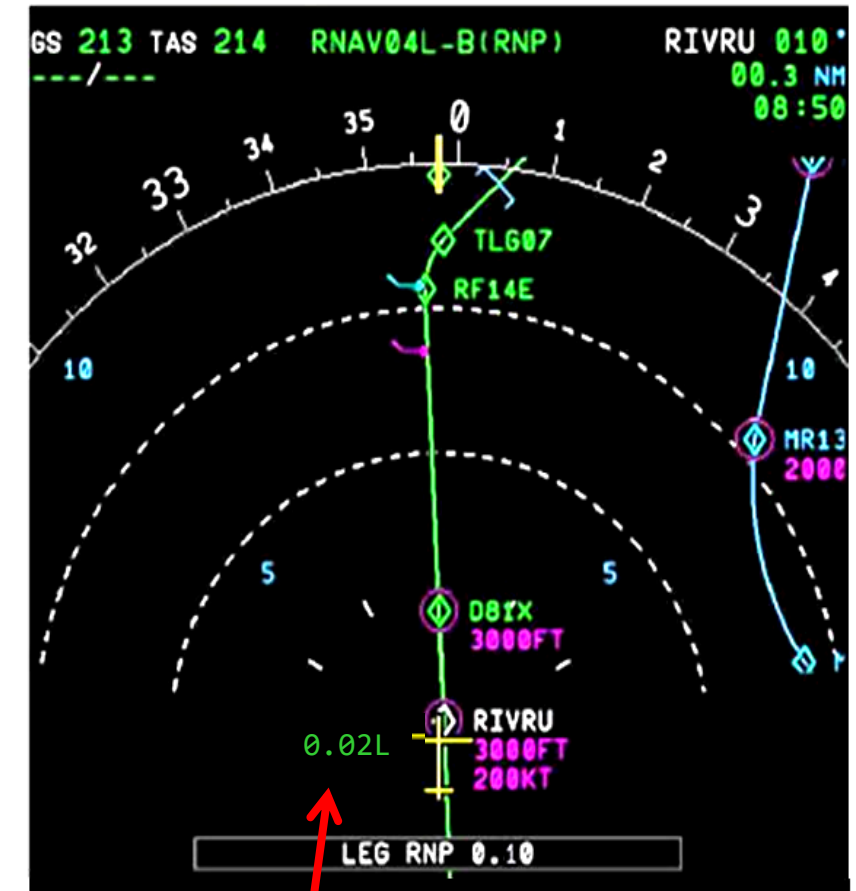 GS 213 TAS 214 RNAV04L-B(RNP) RIVRU 010°
---/--- 00.3 NM
08:50
32 33 34 35 0 1 2 3 4
TLG07
RF14E
10 10
MR13
2000
5 5
D81X
3000FT
RIVRU
0.02L 3000FT
200KT
LEG RNP 0.10